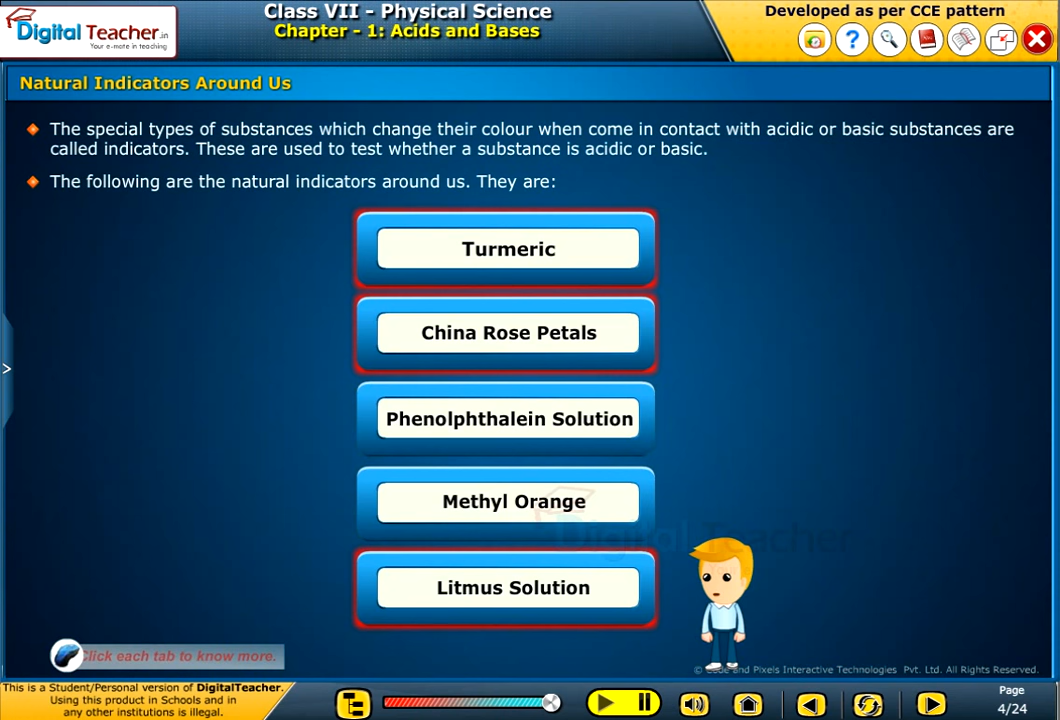 Digital Teacher.in
Your e-mate in teaching
Class VII - Physical Science
Chapter - 1: Acids and Bases
Developed as per CCE pattern
Natural Indicators Around Us
The special types of substances which change their colour when come in contact with acidic or basic substances are
called indicators. These are used to test whether a substance is acidic or basic.
The following are the natural indicators around us. They are:
Turmeric
China Rose Petals
Phenolphthalein Solution
Methyl Orange
Digital Teacher
Litmus Solution
>
Click each tab to know more.
© Code and Pixels Interactive Technologies Pvt. Ltd. All Rights Reserved.
This is a Student/Personal version of DigitalTeacher.
Using this product in Schools and in
any other institutions is illegal.
Page
4/24